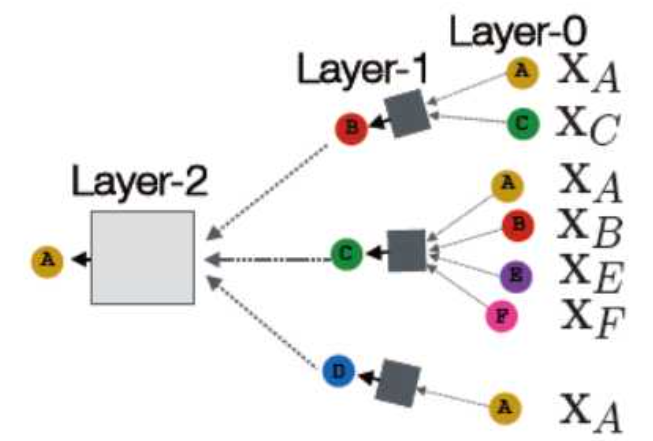 Layer-0
Layer-1
A X_A
B
C X_C
Layer-2
A X_A
B X_B
A
C
E X_E
F X_F
D
A X_A